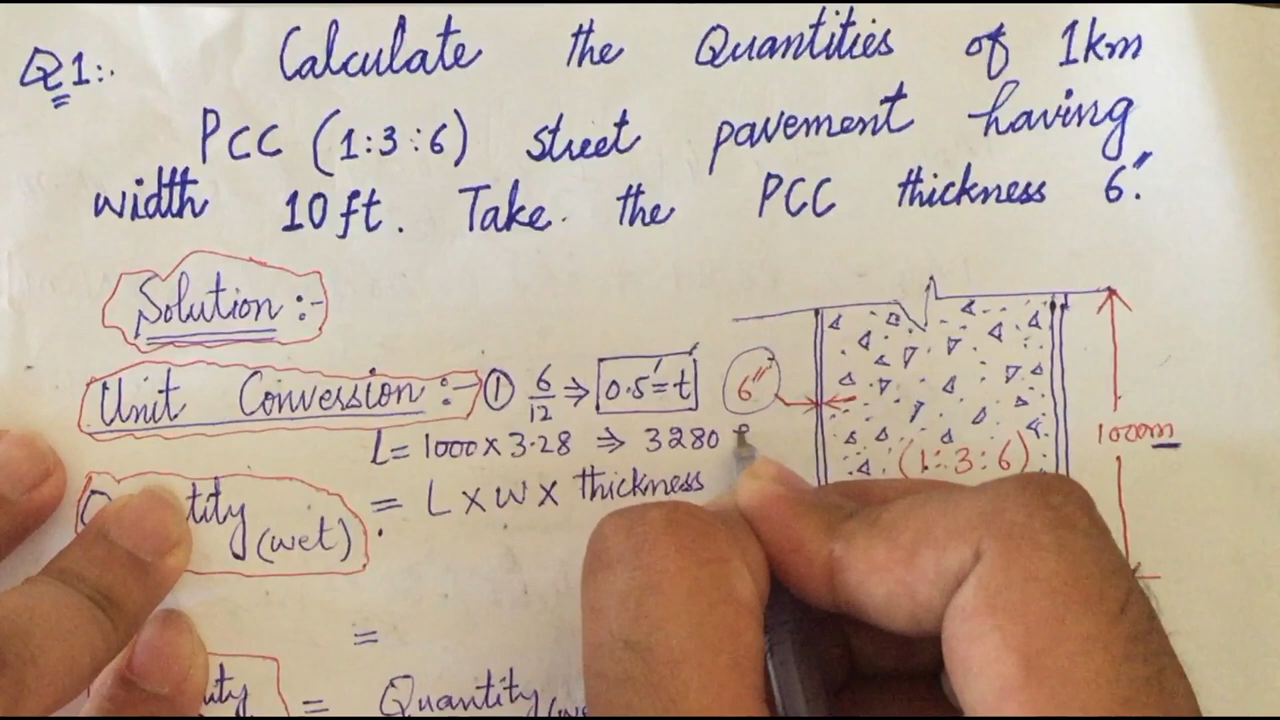 Q1:. Calculate the Quantities of 1km
PCC (1:3:6) street pavement having
width 10ft. Take. the PCC thickness 6".
Solution :-
Unit Conversion :- ① 6/12 ⇒ 0.5'=t 6"
L= 1000 x 3.28 ⇒ 3280
1000m
(1:3:6)
(wet) = L x W x thickness
=
= Quantity